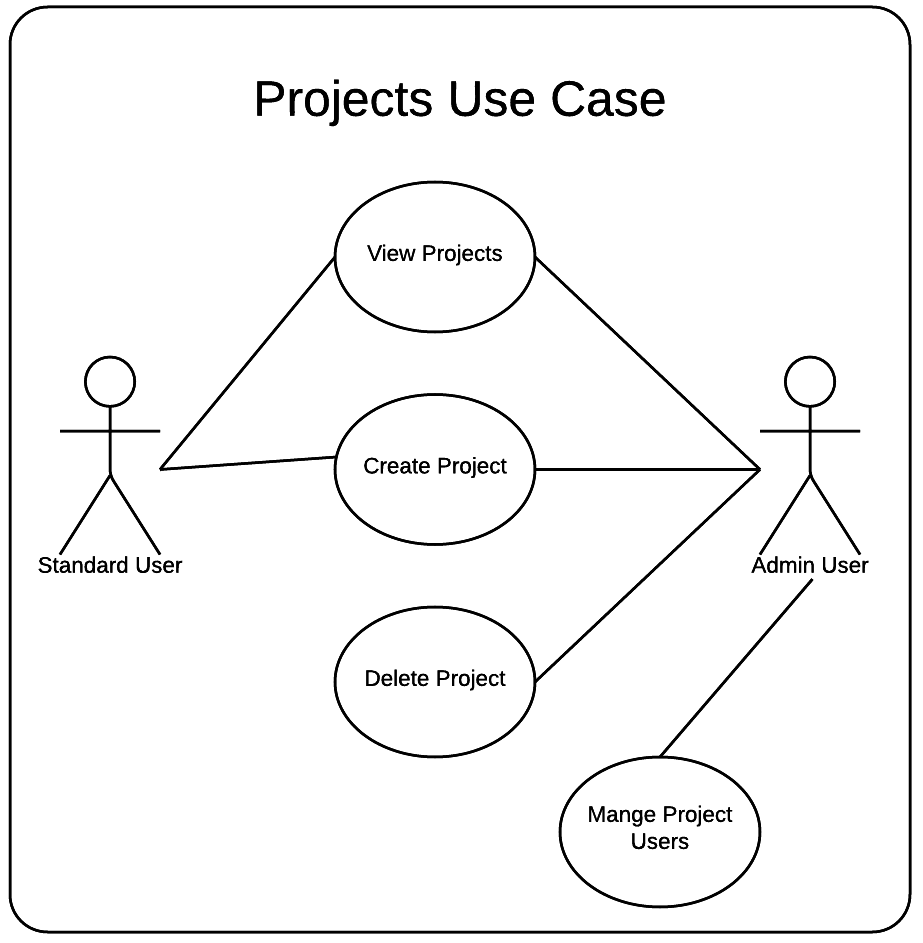 Projects Use Case
View Projects
Create Project
Standard User
Admin User
Delete Project
Mange Project
Users